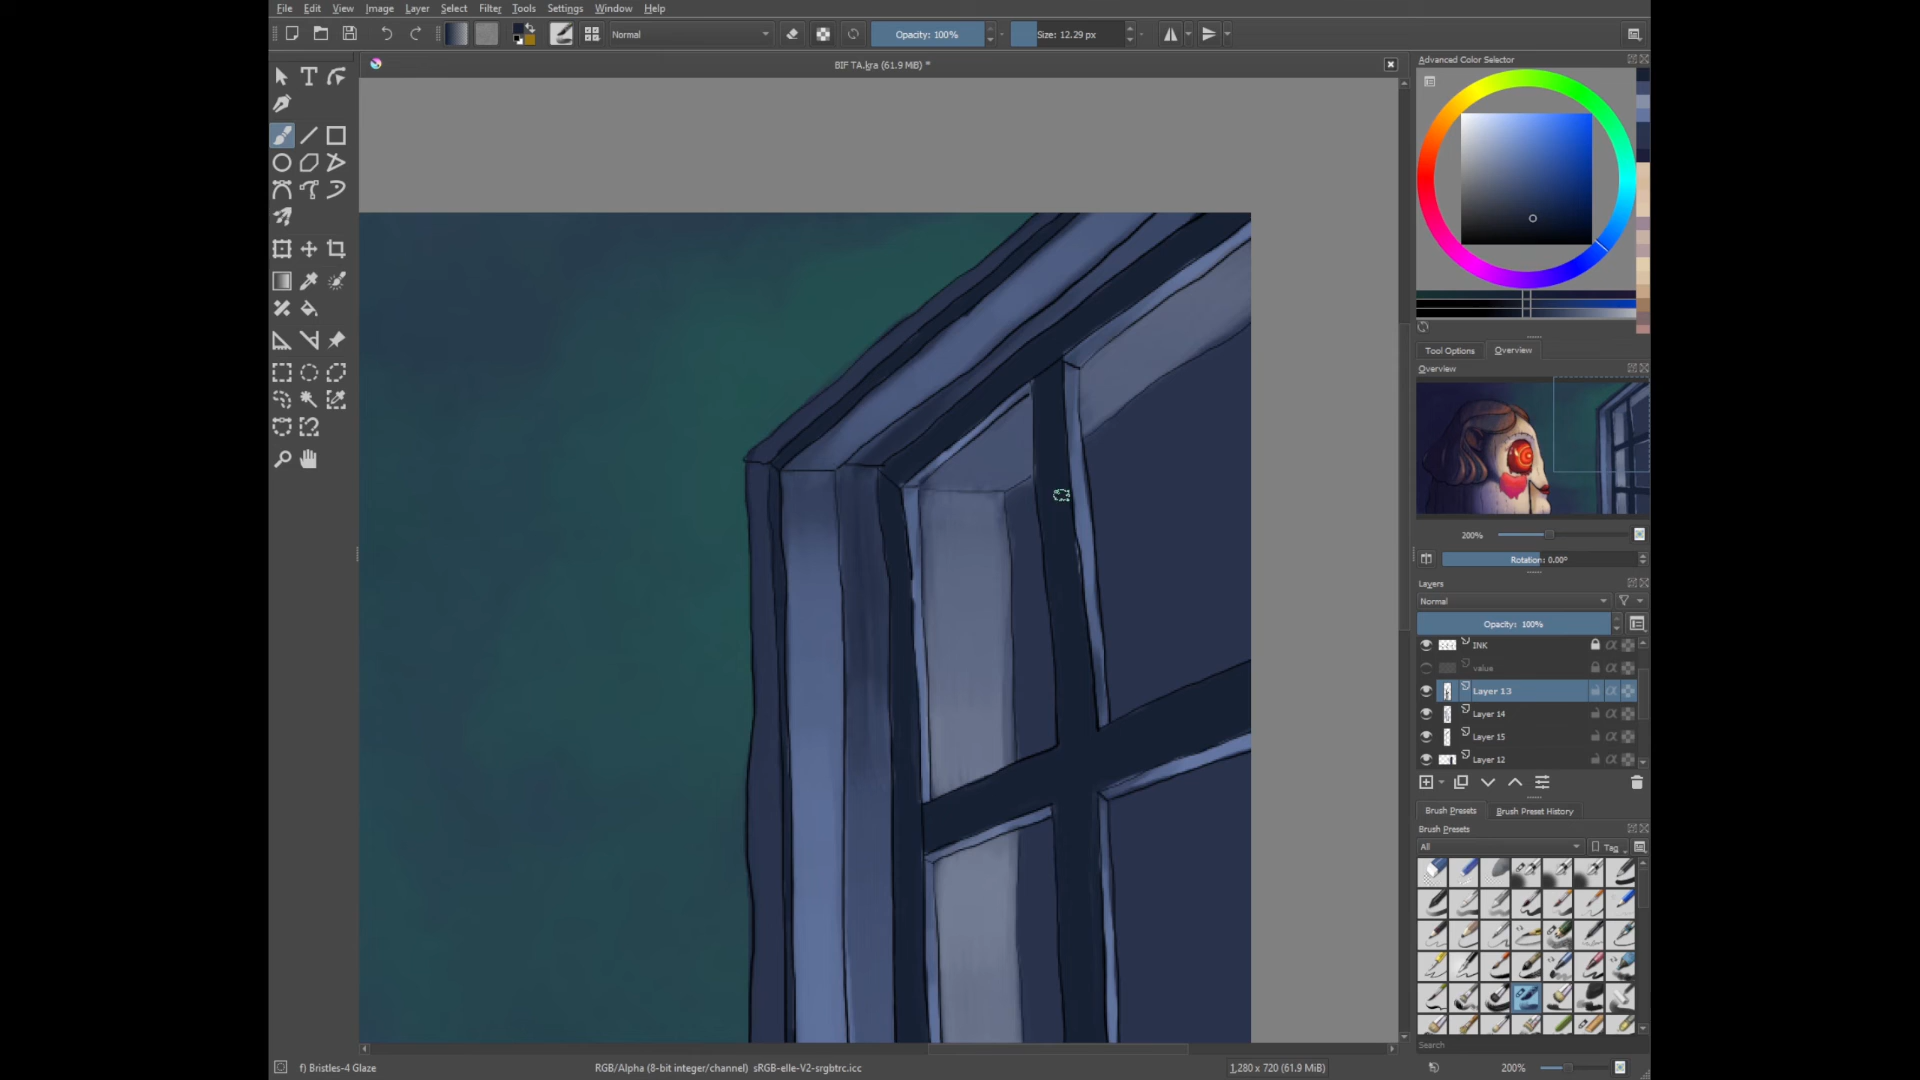 File Edit View Image Layer Select Filter Tools Settings Window Help
Normal
Opacity: 100%
Size: 12.29 px
BIF TA.kra (61.9 MiB) *
Advanced Color Selector
Tool Options
Overview
Overview
200%
Rotation: 0.00°
Layers
Normal
Opacity: 100%
INK
value
Layer 13
Layer 14
Layer 15
Layer 12
Brush Presets
Brush Preset History
Brush Presets
All
Tag
Search
f) Bristles-4 Glaze
RGB/Alpha (8-bit integer/channel) sRGB-elle-V2-srgbtrc.icc
1,280 x 720 (61.9 MiB)
200%